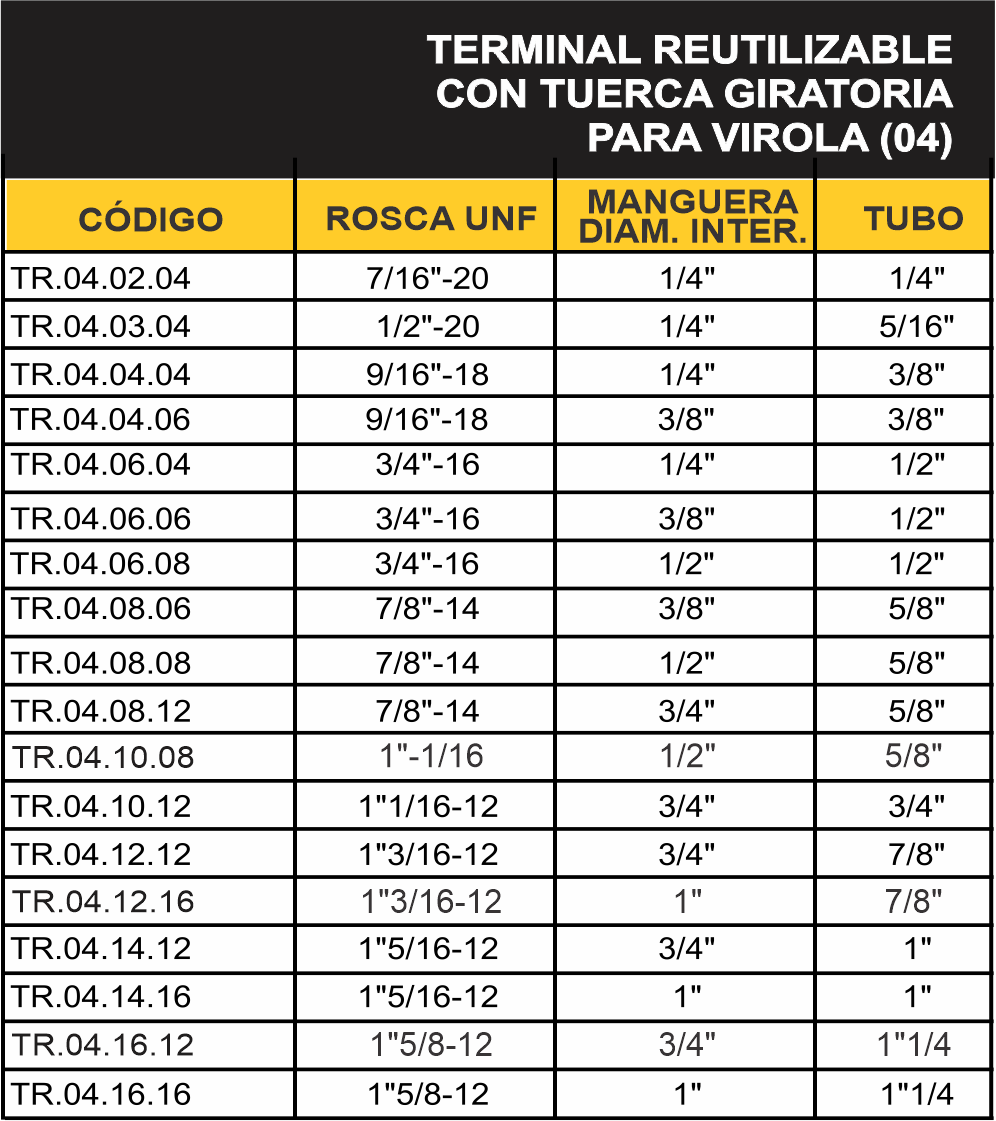 TERMINAL REUTILIZABLE
CON TUERCA GIRATORIA
PARA VIROLA (04)
CÓDIGO ROSCA UNF MANGUERA DIAM. INTER. TUBO
TR.04.02.04 7/16"-20 1/4" 1/4"
TR.04.03.04 1/2"-20 1/4" 5/16"
TR.04.04.04 9/16"-18 1/4" 3/8"
TR.04.04.06 9/16"-18 3/8" 3/8"
TR.04.06.04 3/4"-16 1/4" 1/2"
TR.04.06.06 3/4"-16 3/8" 1/2"
TR.04.06.08 3/4"-16 1/2" 1/2"
TR.04.08.06 7/8"-14 3/8" 5/8"
TR.04.08.08 7/8"-14 1/2" 5/8"
TR.04.08.12 7/8"-14 3/4" 5/8"
TR.04.10.08 1"-1/16 1/2" 5/8"
TR.04.10.12 1"1/16-12 3/4" 3/4"
TR.04.12.12 1"3/16-12 3/4" 7/8"
TR.04.12.16 1"3/16-12 1" 7/8"
TR.04.14.12 1"5/16-12 3/4" 1"
TR.04.14.16 1"5/16-12 1" 1"
TR.04.16.12 1"5/8-12 3/4" 1"1/4
TR.04.16.16 1"5/8-12 1" 1"1/4